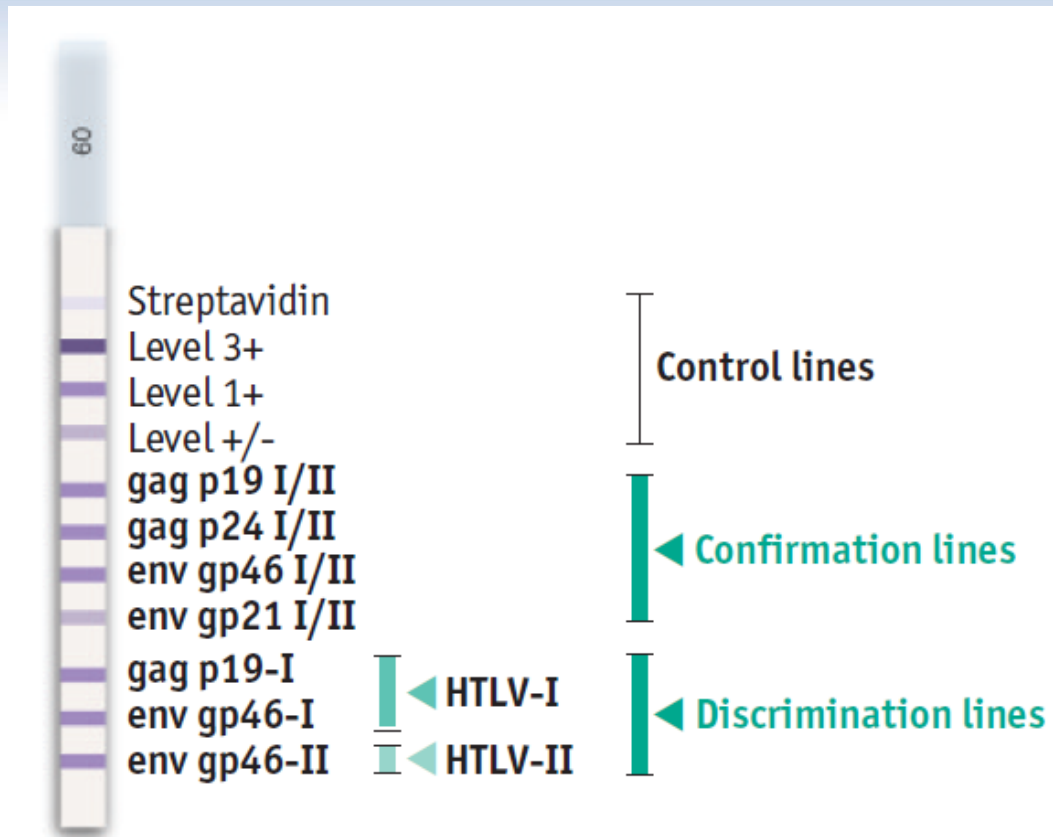 60
Streptavidin
Level 3+
Level 1+
Level +/-
Control lines
gag p19 I/II
gag p24 I/II
env gp46 I/II
env gp21 I/II
Confirmation lines
gag p19-I
env gp46-I
HTLV-I
env gp46-II
HTLV-II
Discrimination lines